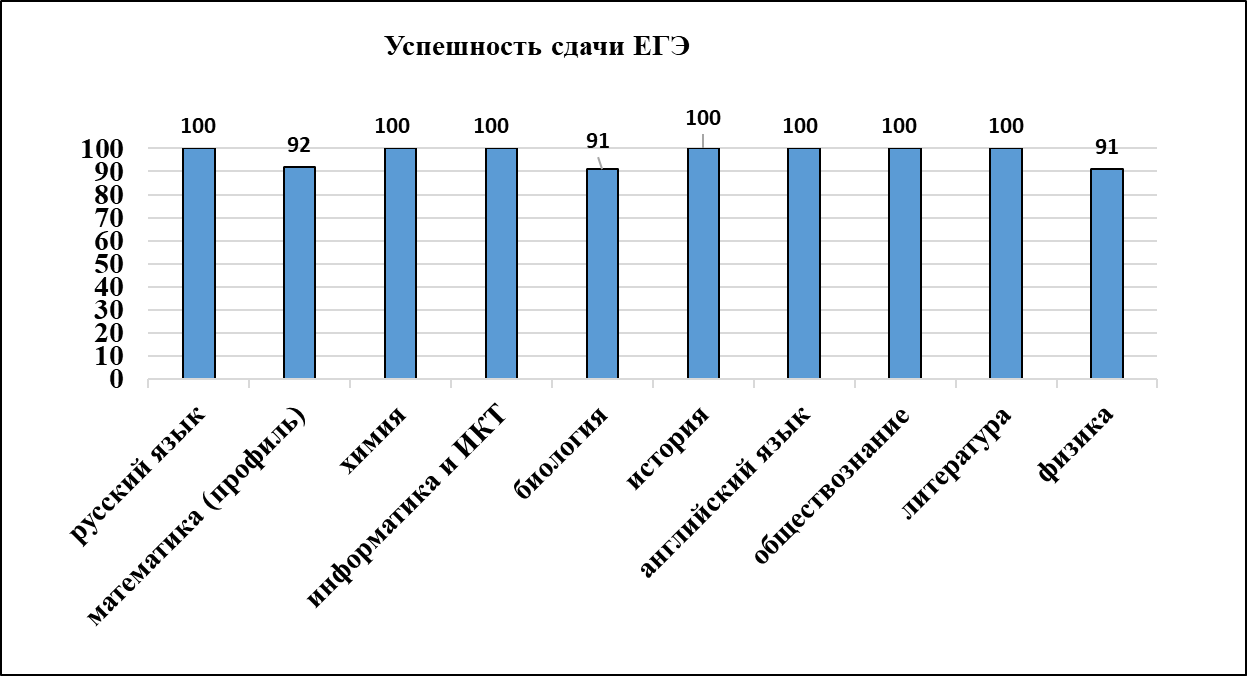 Успешность сдачи ЕГЭ
100
92
100
100
91
100
100
100
100
91
100
90
80
70
60
50
40
30
20
10
0
русский язык
математика (профиль)
химия
информатика и ИКТ
биология
история
английский язык
обществознание
литература
физика